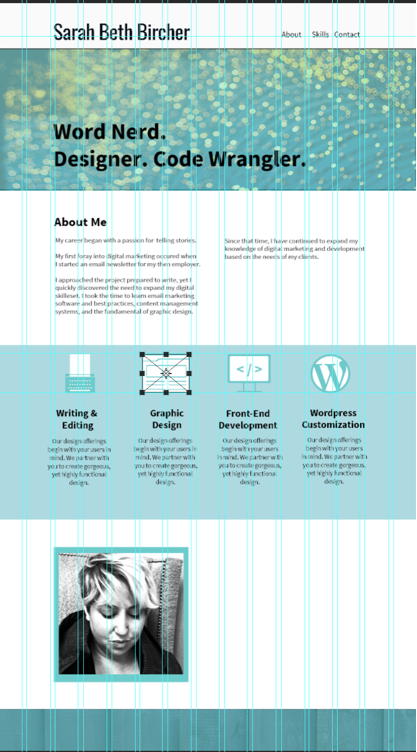 Sarah Beth Bircher
About Skills Contact
Word Nerd.
Designer. Code Wrangler.
About Me
My career began with a passion for telling stories.
My first foray into digital marketing occured when
I started an email newsletter for my then employer.
I approached the project prepared to write, yet I
quickly discovered the need to expand my digital
skillset. I took the time to learn email marketing
software and best practices, content management
systems, and the fundamental of graphic design.
Since that time, I have continued to expand my
knowledge of digital marketing and development
based on the needs of my clients.
</>
Writing &
Editing
Our design offerings
begin with your users in
mind. We partner with
you to create gorgeous,
yet highly functional
design.
Graphic
Design
Our design offerings
begin with your users in
mind. We partner with
you to create gorgeous,
yet highly functional
design.
Front-End
Development
Our design offerings
begin with your users in
mind. We partner with
you to create gorgeous,
yet highly functional
design.
Wordpress
Customization
Our design offerings
begin with your users in
mind. We partner with
you to create gorgeous,
yet highly functional
design.